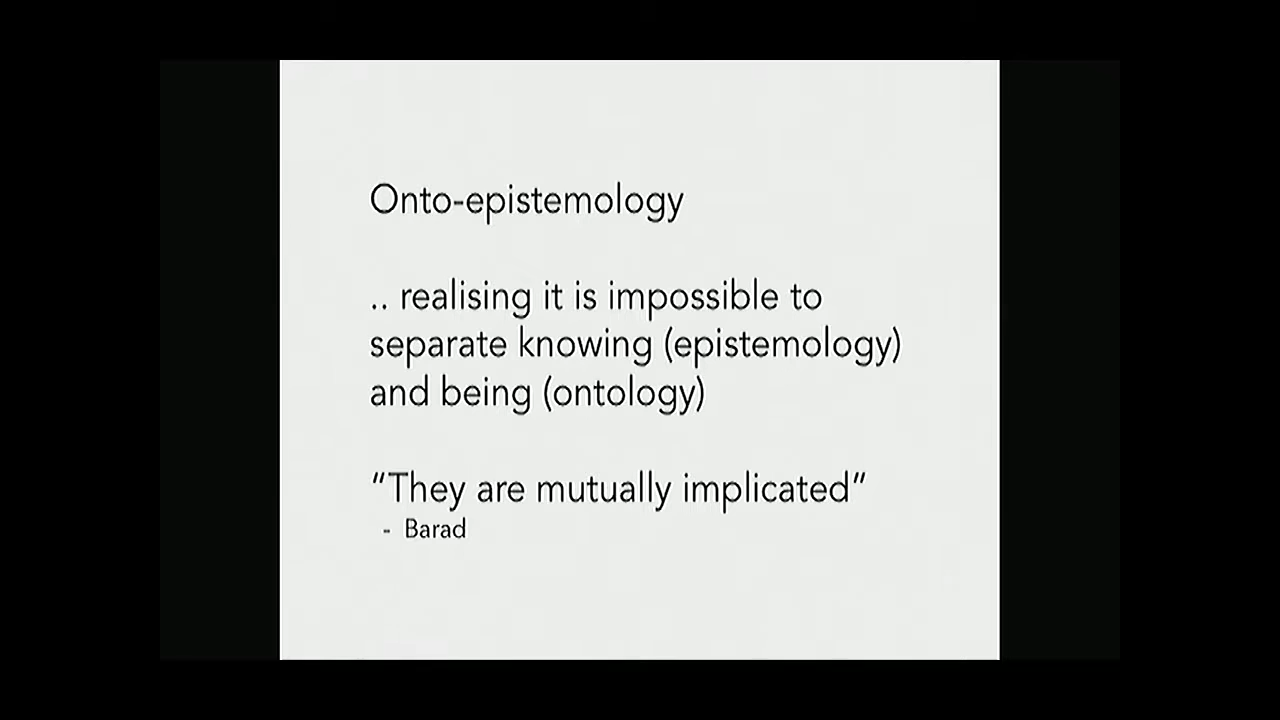 Onto-epistemology
.. realising it is impossible to
separate knowing (epistemology)
and being (ontology)
“They are mutually implicated”
- Barad